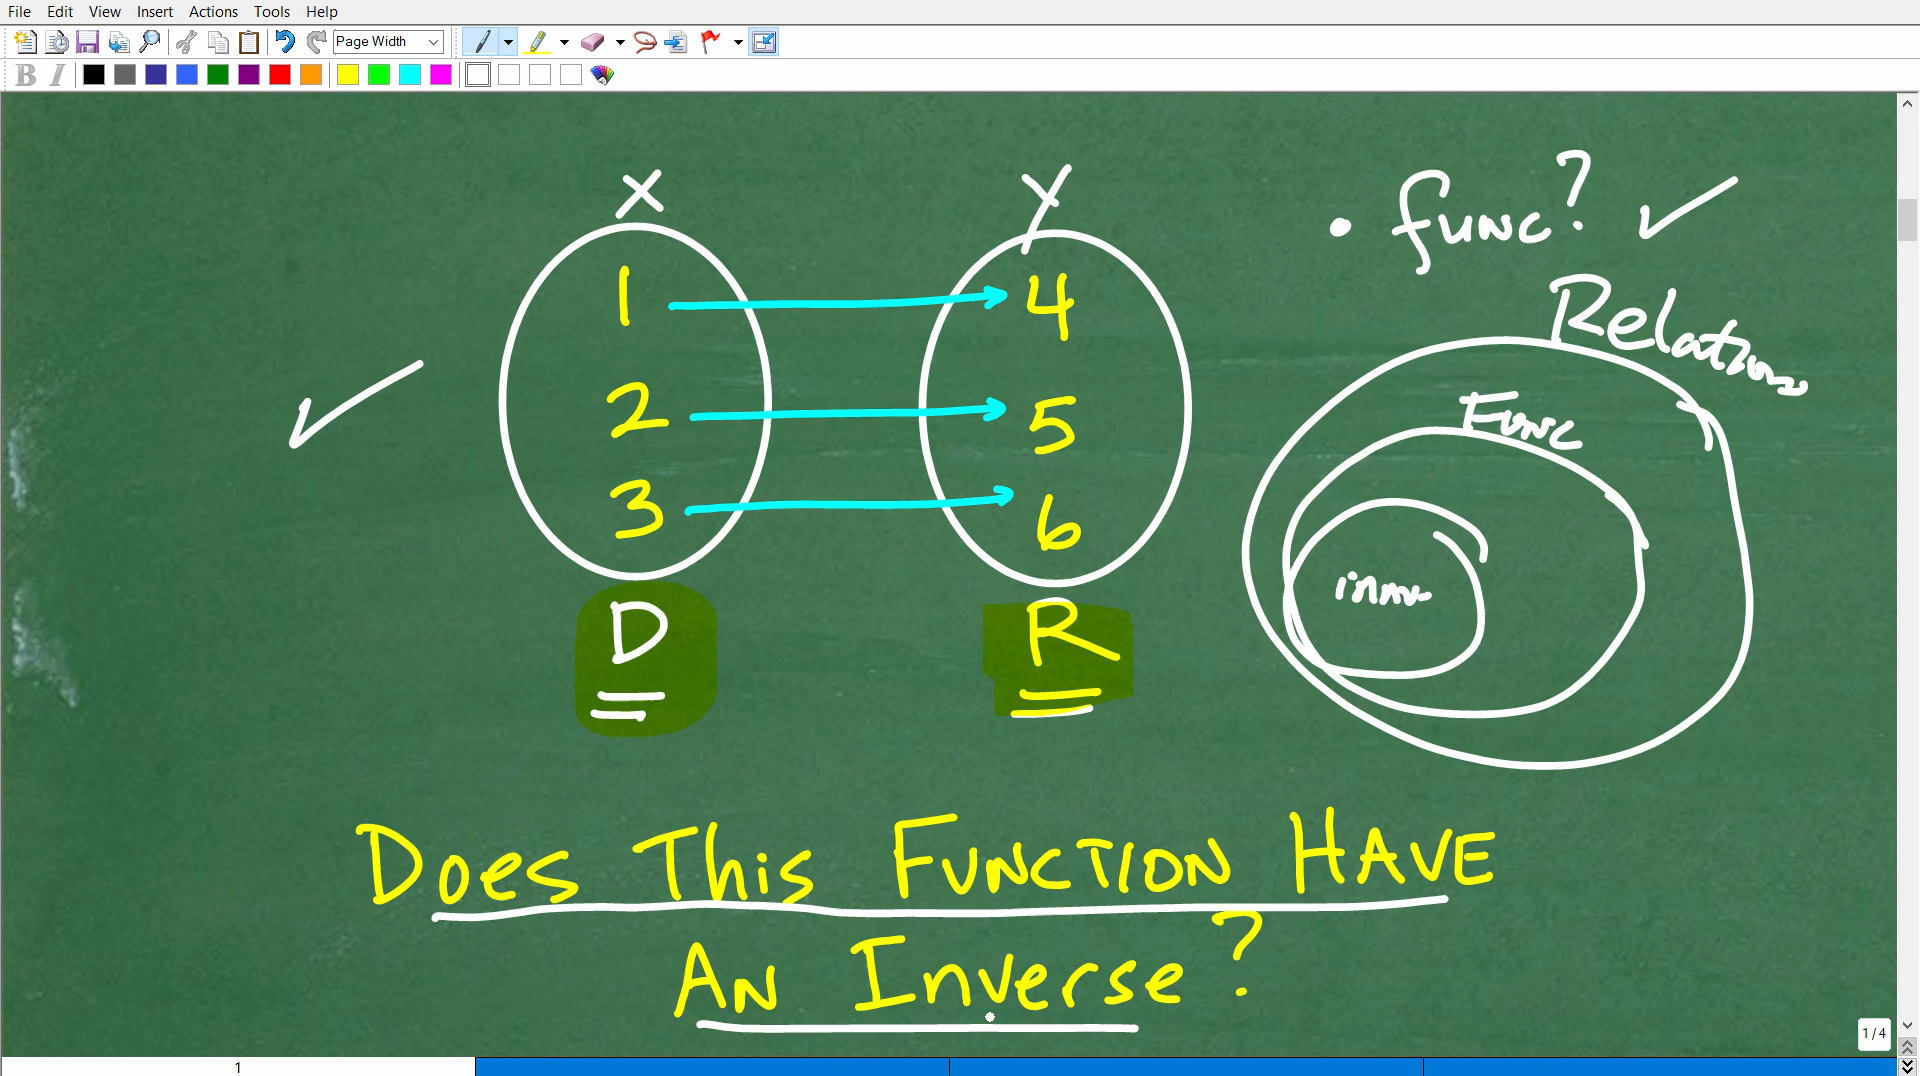 File Edit View Insert Actions Tools Help
Page Width
B I
X Y
1 4
2 5
3 6
D R
• func? ✓
Relations
Func
DOES THIS FUNCTION HAVE
AN INVERSE?
1 / 4
1